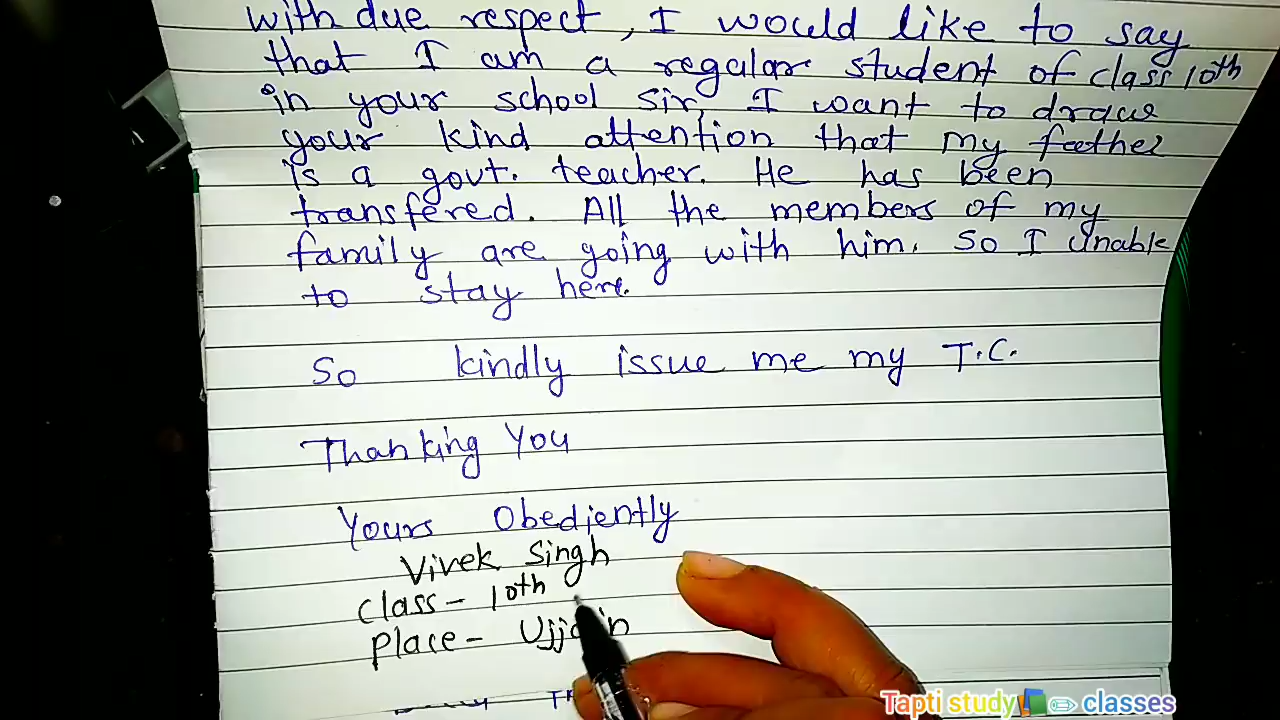 with due respect, I would like to say
that I am a regular student of class 10th
in your school sir, I want to draw
your kind attention that my father
is a govt. teacher. He has been
transfered. All the members of my
family are going with him. So I unable
to stay here.
So kindly issue me my T.C.
Thanking You
Yours Obediently
Vivek Singh
Class - 10th
Place - Ujjain
Tapti study classes